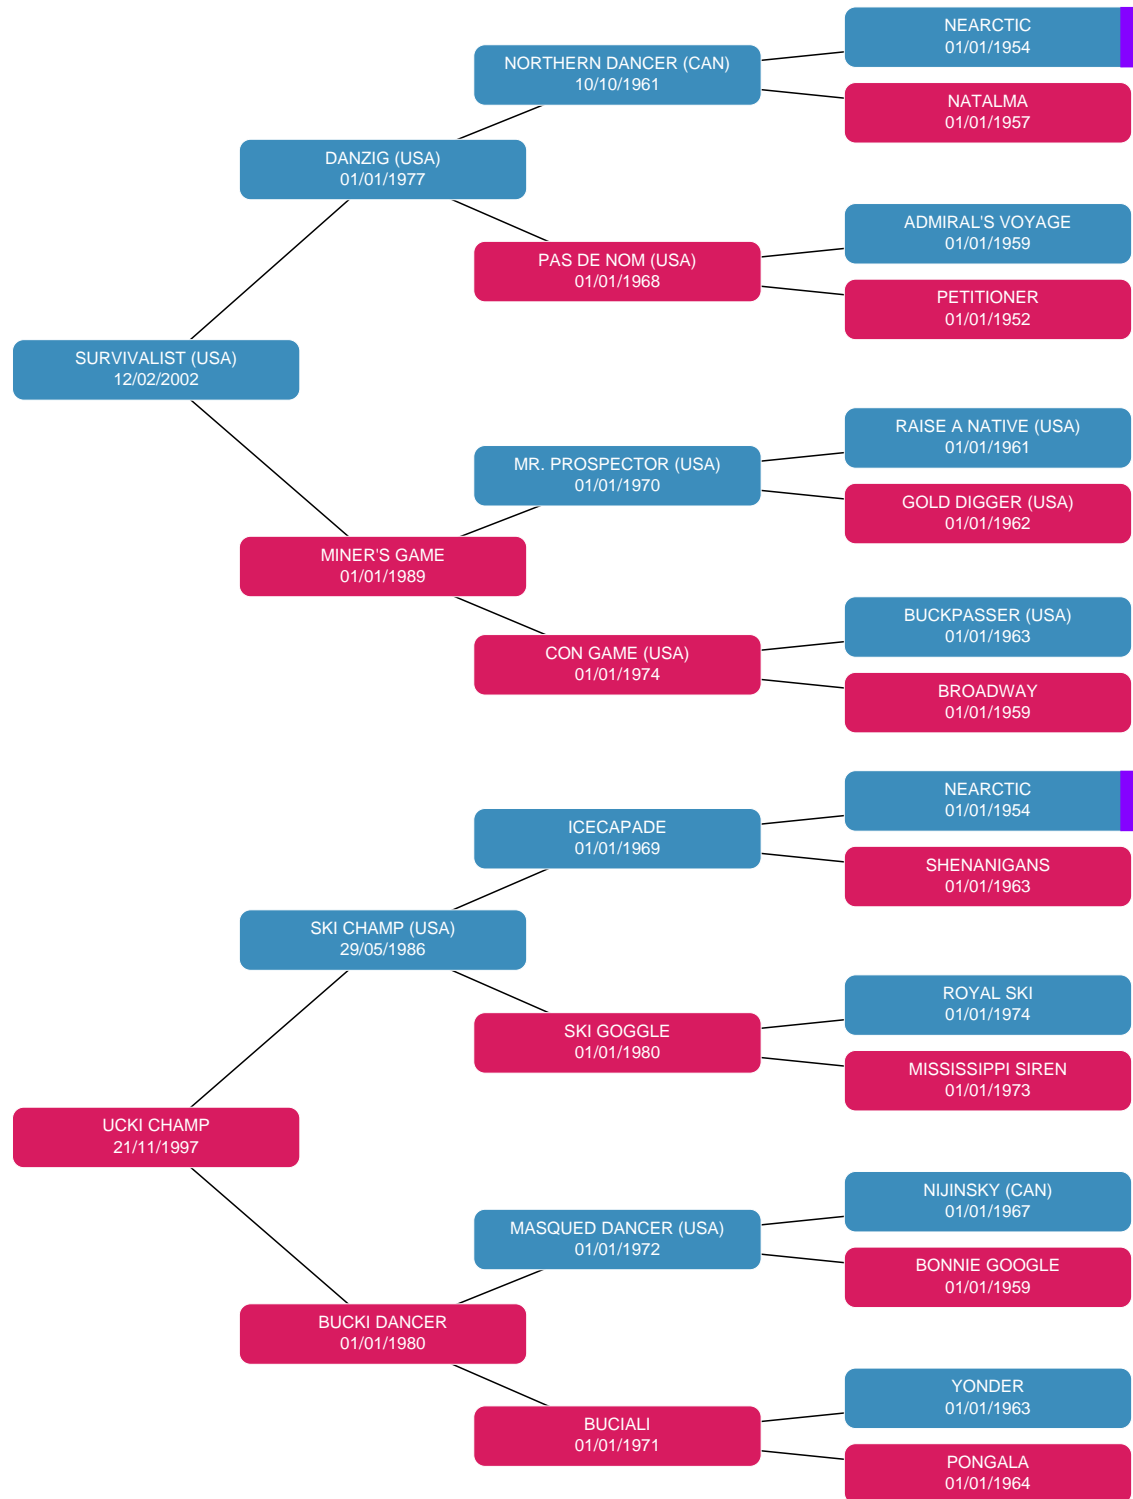 NEARCTIC
01/01/1954
NORTHERN DANCER (CAN)
10/10/1961
NATALMA
01/01/1957
DANZIG (USA)
01/01/1977
ADMIRAL'S VOYAGE
01/01/1959
PAS DE NOM (USA)
01/01/1968
PETITIONER
01/01/1952
SURVIVALIST (USA)
12/02/2002
RAISE A NATIVE (USA)
01/01/1961
MR. PROSPECTOR (USA)
01/01/1970
GOLD DIGGER (USA)
01/01/1962
MINER'S GAME
01/01/1989
BUCKPASSER (USA)
01/01/1963
CON GAME (USA)
01/01/1974
BROADWAY
01/01/1959
NEARCTIC
01/01/1954
ICECAPADE
01/01/1969
SHENANIGANS
01/01/1963
SKI CHAMP (USA)
29/05/1986
ROYAL SKI
01/01/1974
SKI GOGGLE
01/01/1980
MISSISSIPPI SIREN
01/01/1973
UCKI CHAMP
21/11/1997
NIJINSKY (CAN)
01/01/1967
MASQUED DANCER (USA)
01/01/1972
BONNIE GOOGLE
01/01/1959
BUCKI DANCER
01/01/1980
YONDER
01/01/1963
BUCIALI
01/01/1971
PONGALA
01/01/1964